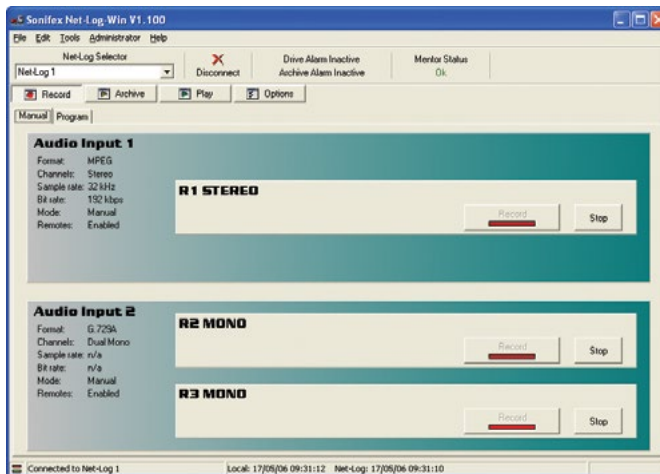 Sonifex Net-Log-Win V1.100
File Edit Tools Administrator Help
Net-Log Selector
Net-Log 1
Disconnect
Drive Alarm Inactive
Archive Alarm Inactive
Mentor Status
Ok
Record Archive Play Options
Manual Program
Audio Input 1
Format: MPEG
Channels: Stereo
Sample rate: 32 kHz
Bit rate: 192 kbps
Mode: Manual
Remotes: Enabled
R1 STEREO
Record Stop
Audio Input 2
Format: G.729A
Channels: Dual Mono
Sample rate: n/a
Bit rate: n/a
Mode: Manual
Remotes: Enabled
R2 MONO
Record Stop
R3 MONO
Record Stop
Connected to Net-Log 1 Local: 17/05/06 09:31:12 Net-Log: 17/05/06 09:31:10